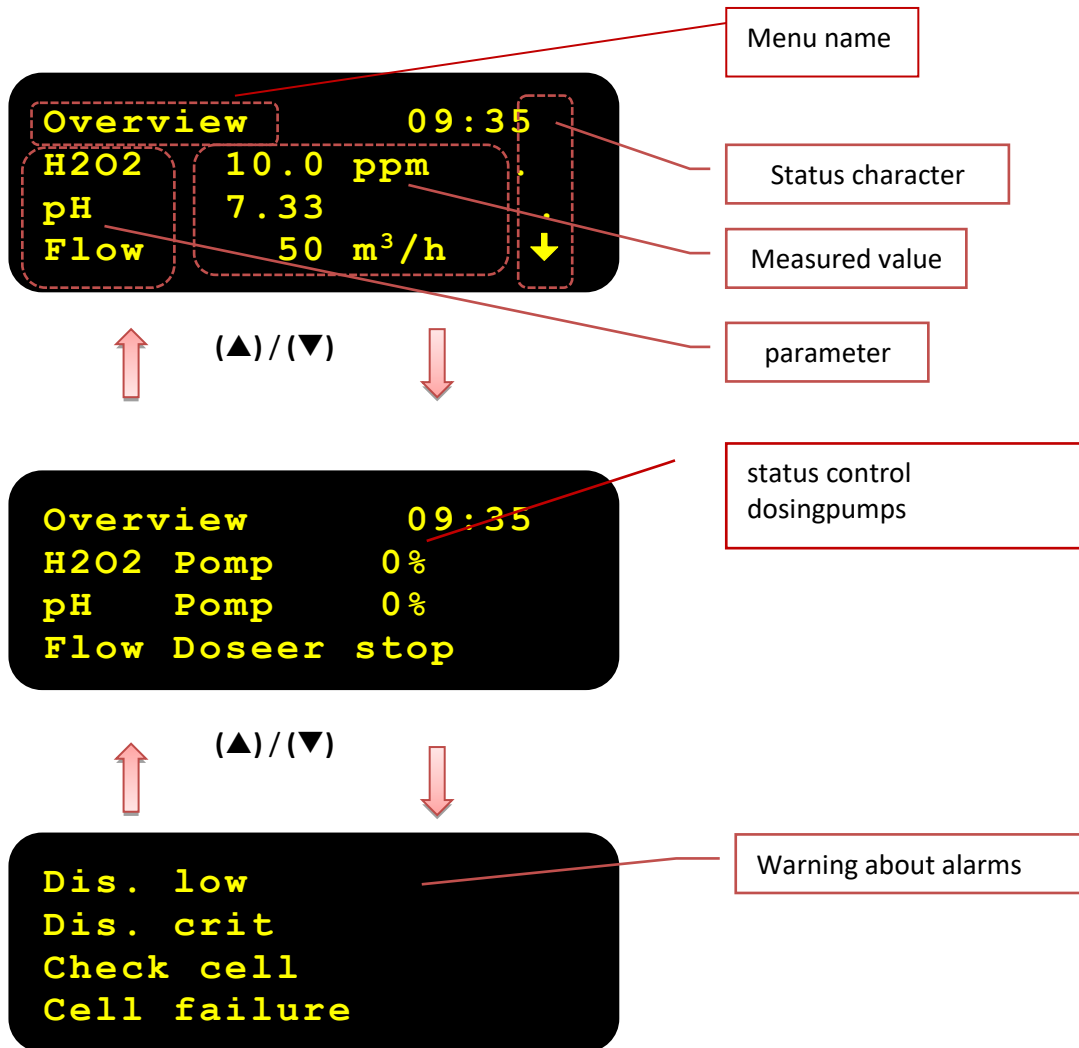 Menu name
Overview 09:35
H2O2 10.0 ppm .
pH 7.33 .
Flow 50 m³/h ↓
Status character
Measured value
parameter
(▲)/(▼)
status control
dosingpumps
Overview 09:35
H2O2 Pomp 0%
pH Pomp 0%
Flow Doseer stop
(▲)/(▼)
Warning about alarms
Dis. low
Dis. crit
Check cell
Cell failure